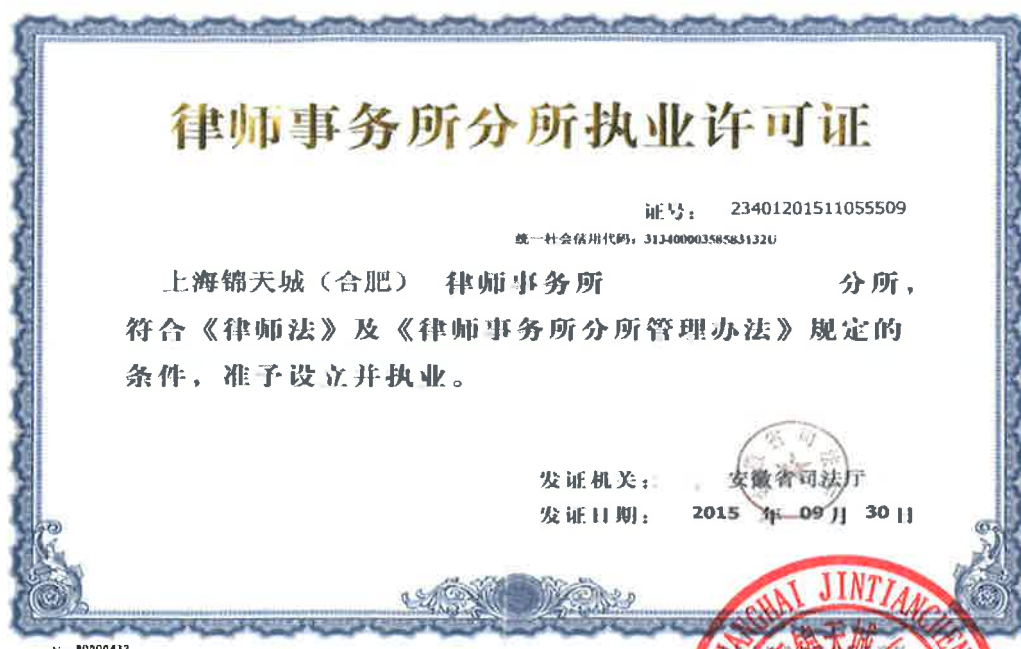 律师事务所分所执业许可证
证号： 23401201511055509
统一社会信用代码：
上海锦天城（合肥） 律师事务所 分所，
符合《律师法》及《律师事务所分所管理办法》规定的
条件，准予设立并执业。
发证机关： 安徽省司法厅
发证日期： 2015 年 09 月 30 日
SHANGHAI JINTIANCHEN
锦天城